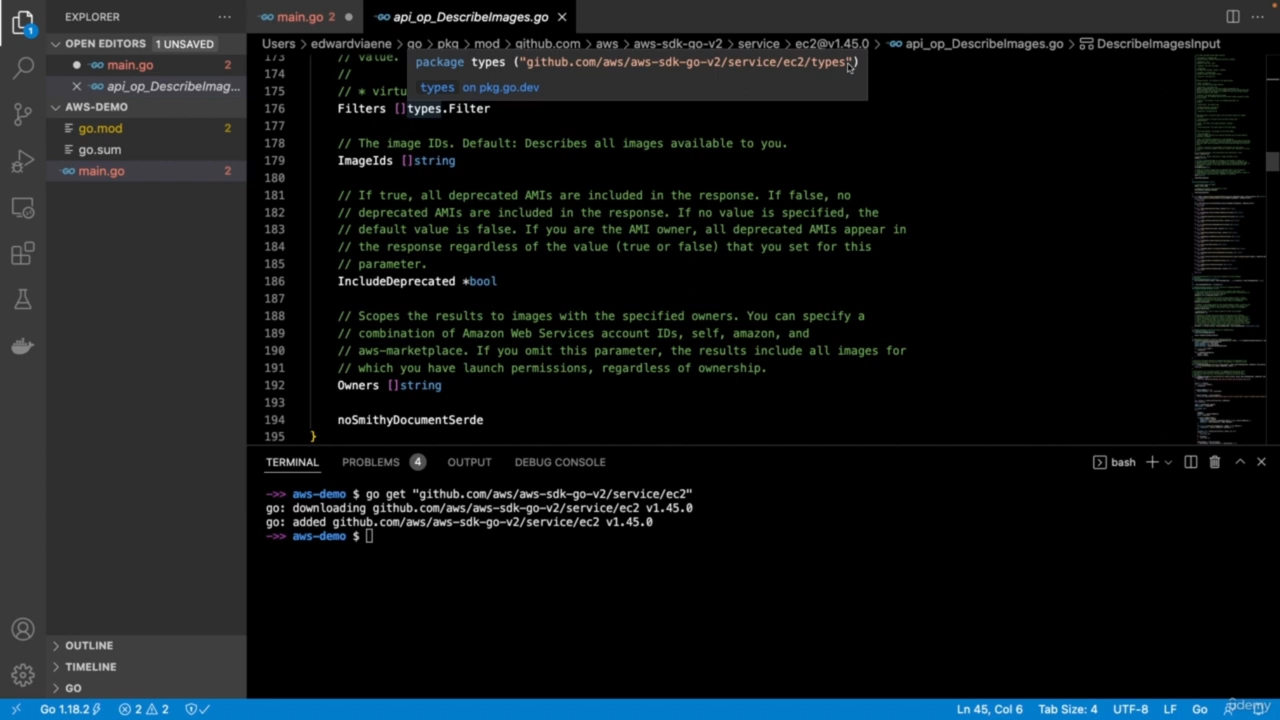 EXPLORER
OPEN EDITORS 1 UNSAVED
main.go 2
api_op_DescribeImag...
AWS-DEMO
go.mod 2
go.sum
main.go 2
OUTLINE
TIMELINE
GO
1
main.go 2
api_op_DescribeImages.go
Users > edwardviaene > go > pkg > mod > github.com > aws > aws-sdk-go-v2 > service > ec2@v1.45.0 > api_op_DescribeImages.go > DescribeImagesInput
package types ("github.com/aws/aws-sdk-go-v2/service/ec2/types")
types on pkg.go.dev
173 // value.
174 //
175 // * virtu
176 Filters []types.Filter
177
178 // The image IDs. Default: Describes all images available to you.
179 ImageIds []string
180
181 // If true, all deprecated AMIs are included in the response. If false, no
182 // deprecated AMIs are included in the response. If no value is specified, the
183 // default value is false. If you are the AMI owner, all deprecated AMIs appear in
184 // the response regardless of the value (true or false) that you set for this
185 // parameter.
186 IncludeDeprecated *bool
187
188 // Scopes the results to images with the specified owners. You can specify a
189 // combination of Amazon Web Services account IDs, self, amazon, and
190 // aws-marketplace. If you omit this parameter, the results include all images for
191 // which you have launch permissions, regardless of ownership.
192 Owners []string
193
194 noSmithyDocumentSerde
195 }
TERMINAL PROBLEMS 4 OUTPUT DEBUG CONSOLE bash
->> aws-demo $ go get "github.com/aws/aws-sdk-go-v2/service/ec2"
go: downloading github.com/aws/aws-sdk-go-v2/service/ec2 v1.45.0
go: added github.com/aws/aws-sdk-go-v2/service/ec2 v1.45.0
->> aws-demo $
Go 1.18.2 2 2 Ln 45, Col 6 Tab Size: 4 UTF-8 LF Go
udemy